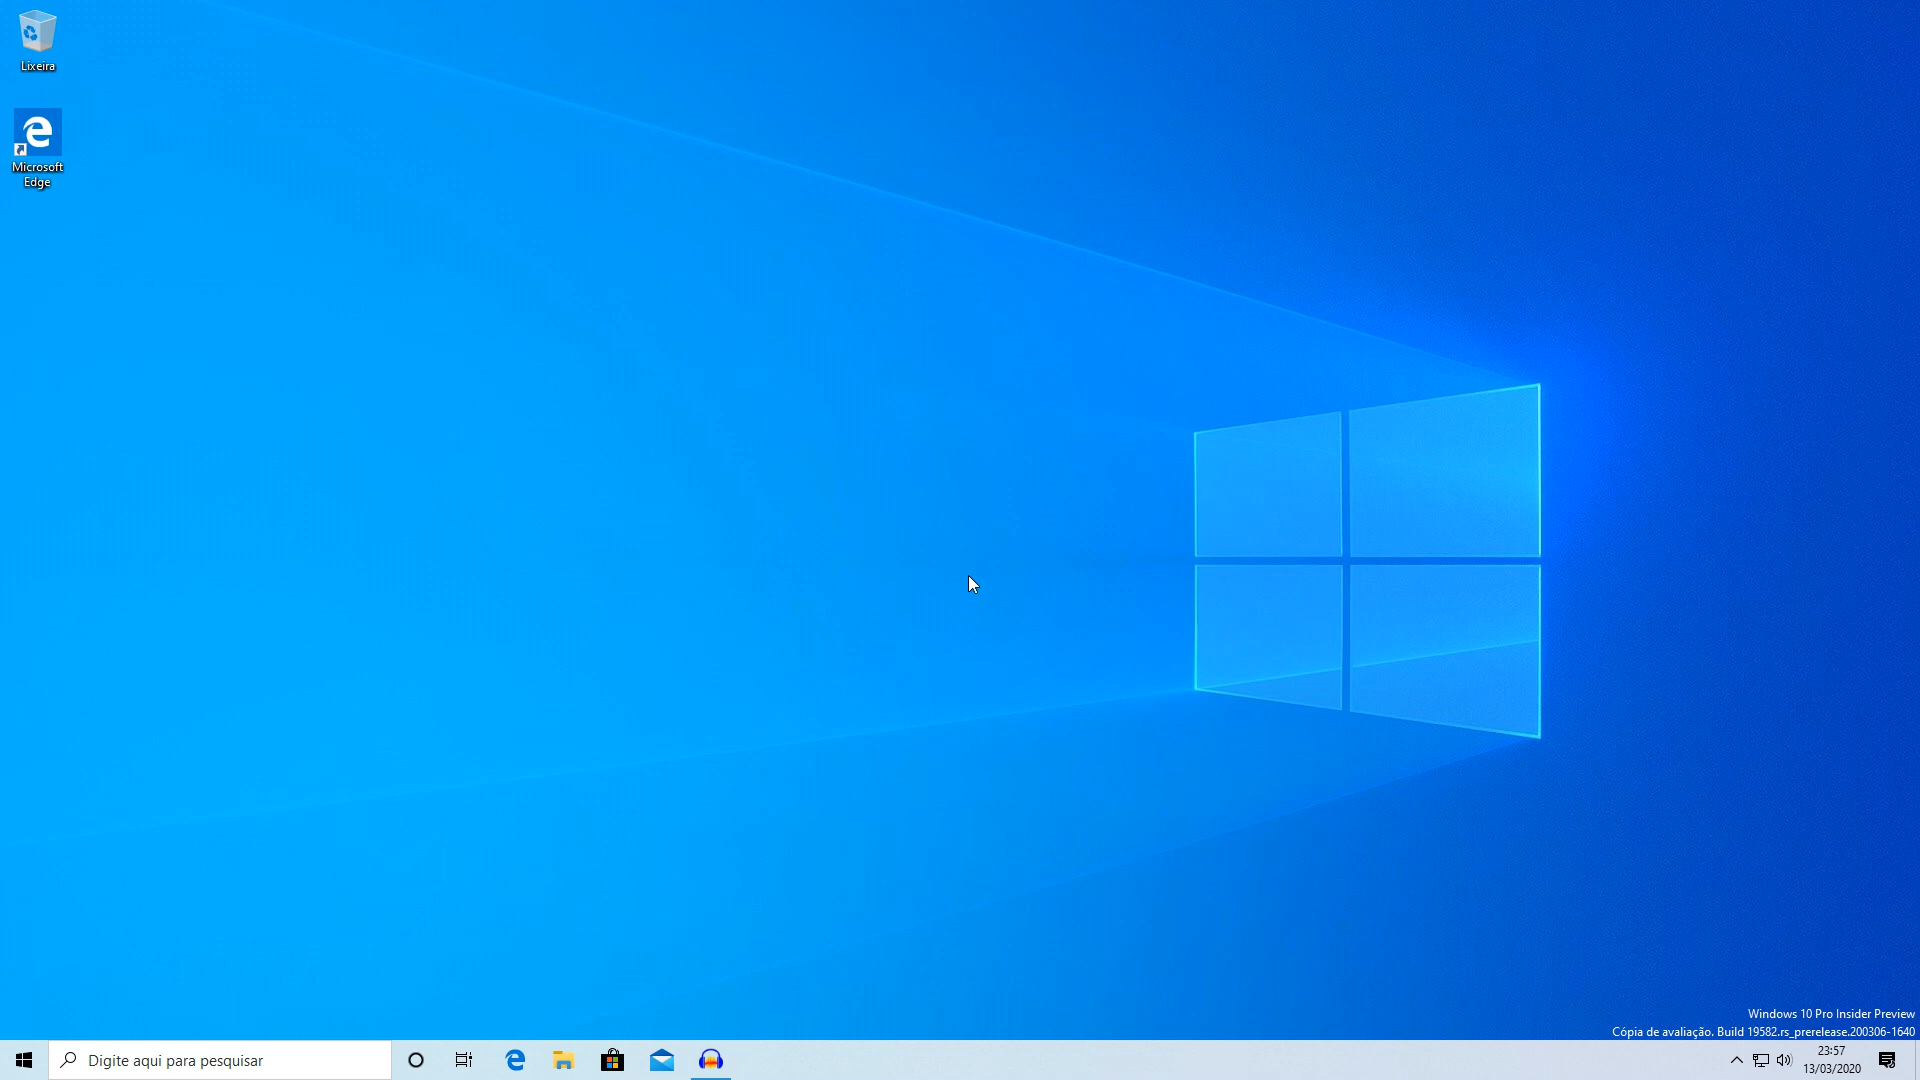 Lixeira
Microsoft
Edge
Windows 10 Pro Insider Preview
Cópia de avaliação. Build 19582.rs_prerelease.200306-1640
Digite aqui para pesquisar
23:57
13/03/2020